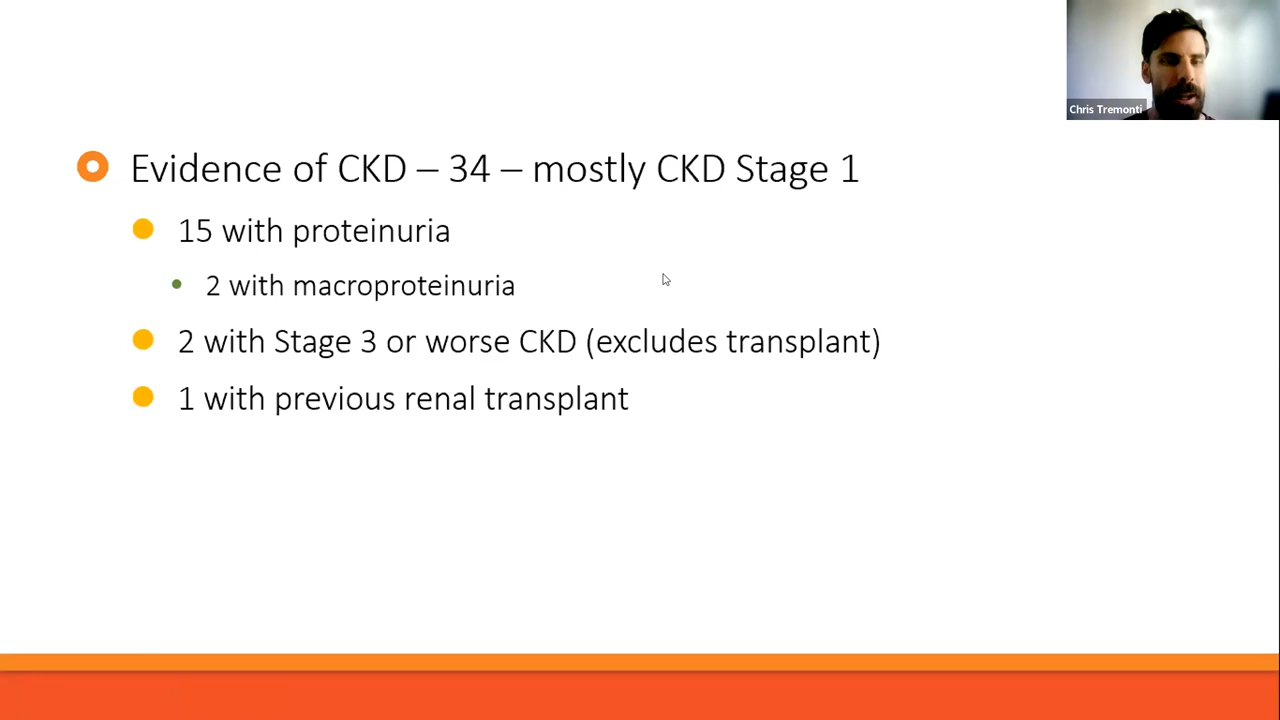 Chris Tremonti
Evidence of CKD – 34 – mostly CKD Stage 1
15 with proteinuria
2 with macroproteinuria
2 with Stage 3 or worse CKD (excludes transplant)
1 with previous renal transplant